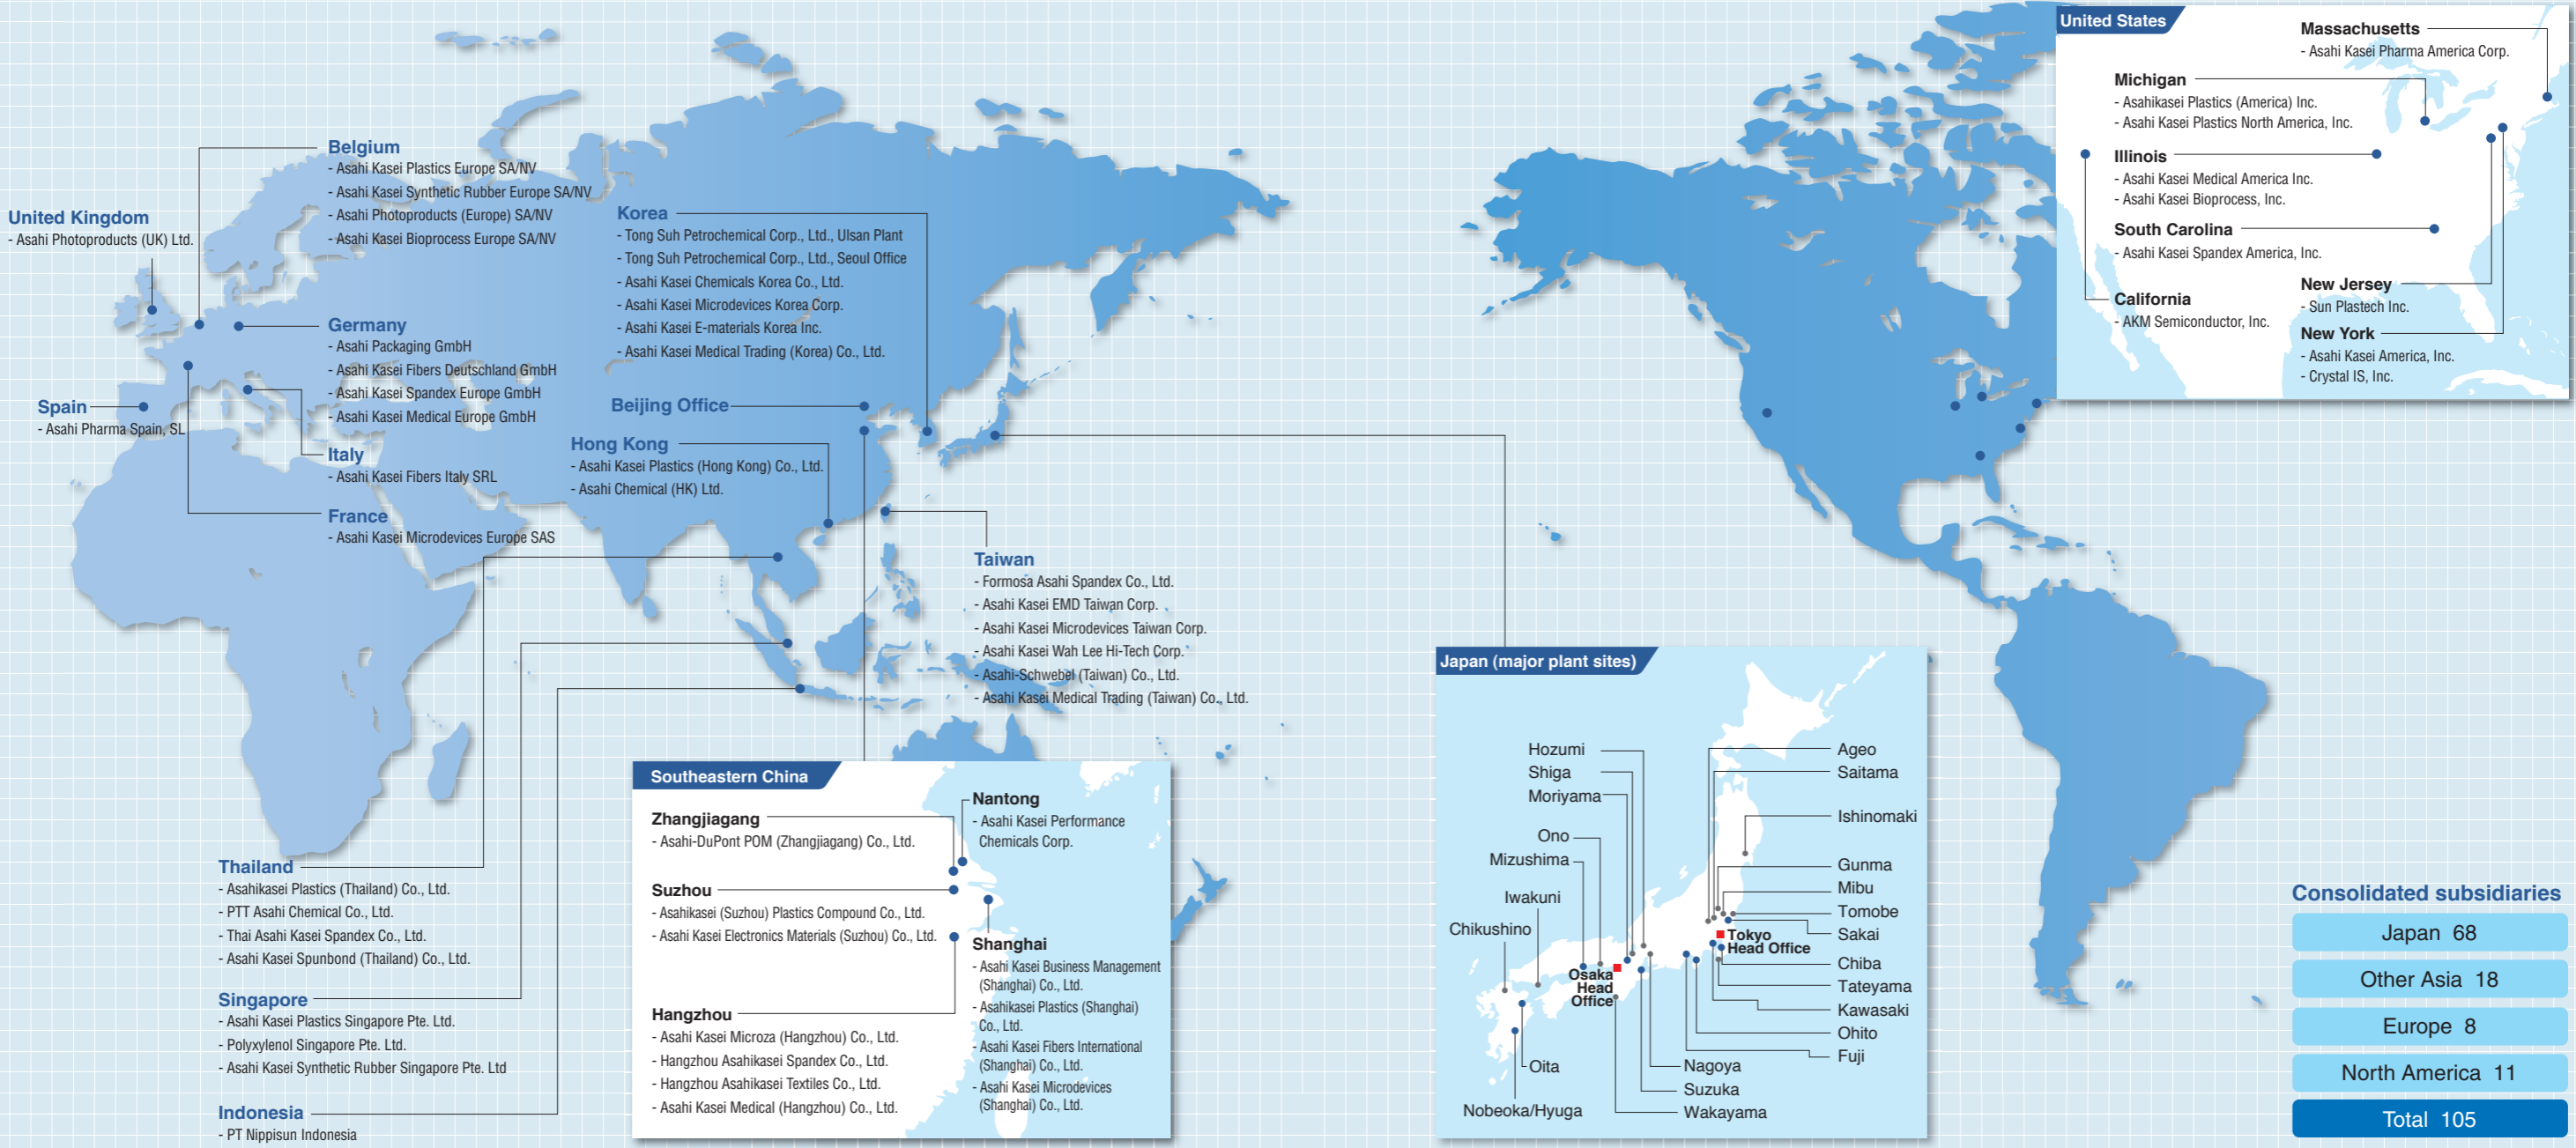 United Kingdom
- Asahi Photoproducts (UK) Ltd.
Belgium
- Asahi Kasei Plastics Europe SA/NV
- Asahi Kasei Synthetic Rubber Europe SA/NV
- Asahi Photoproducts (Europe) SA/NV
- Asahi Kasei Bioprocess Europe SA/NV
Germany
- Asahi Packaging GmbH
- Asahi Kasei Fibers Deutschland GmbH
- Asahi Kasei Spandex Europe GmbH
- Asahi Kasei Medical Europe GmbH
Spain
- Asahi Pharma Spain, SL
Italy
- Asahi Kasei Fibers Italy SRL
France
- Asahi Kasei Microdevices Europe SAS
Korea
- Tong Suh Petrochemical Corp., Ltd., Ulsan Plant
- Tong Suh Petrochemical Corp., Ltd., Seoul Office
- Asahi Kasei Chemicals Korea Co., Ltd.
- Asahi Kasei Microdevices Korea Corp.
- Asahi Kasei E-materials Korea Inc.
- Asahi Kasei Medical Trading (Korea) Co., Ltd.
Beijing Office
Hong Kong
- Asahi Kasei Plastics (Hong Kong) Co., Ltd.
- Asahi Chemical (HK) Ltd.
Taiwan
- Formosa Asahi Spandex Co., Ltd.
- Asahi Kasei EMD Taiwan Corp.
- Asahi Kasei Microdevices Taiwan Corp.
- Asahi Kasei Wah Lee Hi-Tech Corp.
- Asahi-Schwebel (Taiwan) Co., Ltd.
- Asahi Kasei Medical Trading (Taiwan) Co., Ltd.
Thailand
- Asahikasei Plastics (Thailand) Co., Ltd.
- PTT Asahi Chemical Co., Ltd.
- Thai Asahi Kasei Spandex Co., Ltd.
- Asahi Kasei Spunbond (Thailand) Co., Ltd.
Singapore
- Asahi Kasei Plastics Singapore Pte. Ltd.
- Polyxylenol Singapore Pte. Ltd.
- Asahi Kasei Synthetic Rubber Singapore Pte. Ltd
Indonesia
- PT Nippisun Indonesia
Southeastern China
Zhangjiagang
- Asahi-DuPont POM (Zhangjiagang) Co., Ltd.
Suzhou
- Asahikasei (Suzhou) Plastics Compound Co., Ltd.
- Asahi Kasei Electronics Materials (Suzhou) Co., Ltd.
Hangzhou
- Asahi Kasei Microza (Hangzhou) Co., Ltd.
- Hangzhou Asahikasei Spandex Co., Ltd.
- Hangzhou Asahikasei Textiles Co., Ltd.
- Asahi Kasei Medical (Hangzhou) Co., Ltd.
Nantong
- Asahi Kasei Performance
Chemicals Corp.
Shanghai
- Asahi Kasei Business Management
(Shanghai) Co., Ltd.
- Asahikasei Plastics (Shanghai)
Co., Ltd.
- Asahi Kasei Fibers International
(Shanghai) Co., Ltd.
- Asahi Kasei Microdevices
(Shanghai) Co., Ltd.
Japan (major plant sites)
Hozumi
Shiga
Moriyama
Ono
Mizushima
Iwakuni
Chikushino
Osaka
Head
Office
Oita
Nobeoka/Hyuga
Ageo
Saitama
Ishinomaki
Gunma
Mibu
Tomobe
Sakai
Tokyo
Head Office
Chiba
Tateyama
Kawasaki
Ohito
Fuji
Nagoya
Suzuka
Wakayama
United States
Massachusetts
- Asahi Kasei Pharma America Corp.
Michigan
- Asahikasei Plastics (America) Inc.
- Asahi Kasei Plastics North America, Inc.
Illinois
- Asahi Kasei Medical America Inc.
- Asahi Kasei Bioprocess, Inc.
South Carolina
- Asahi Kasei Spandex America, Inc.
California
- AKM Semiconductor, Inc.
New Jersey
- Sun Plastech Inc.
New York
- Asahi Kasei America, Inc.
- Crystal IS, Inc.
Consolidated subsidiaries
Japan 68
Other Asia 18
Europe 8
North America 11
Total 105